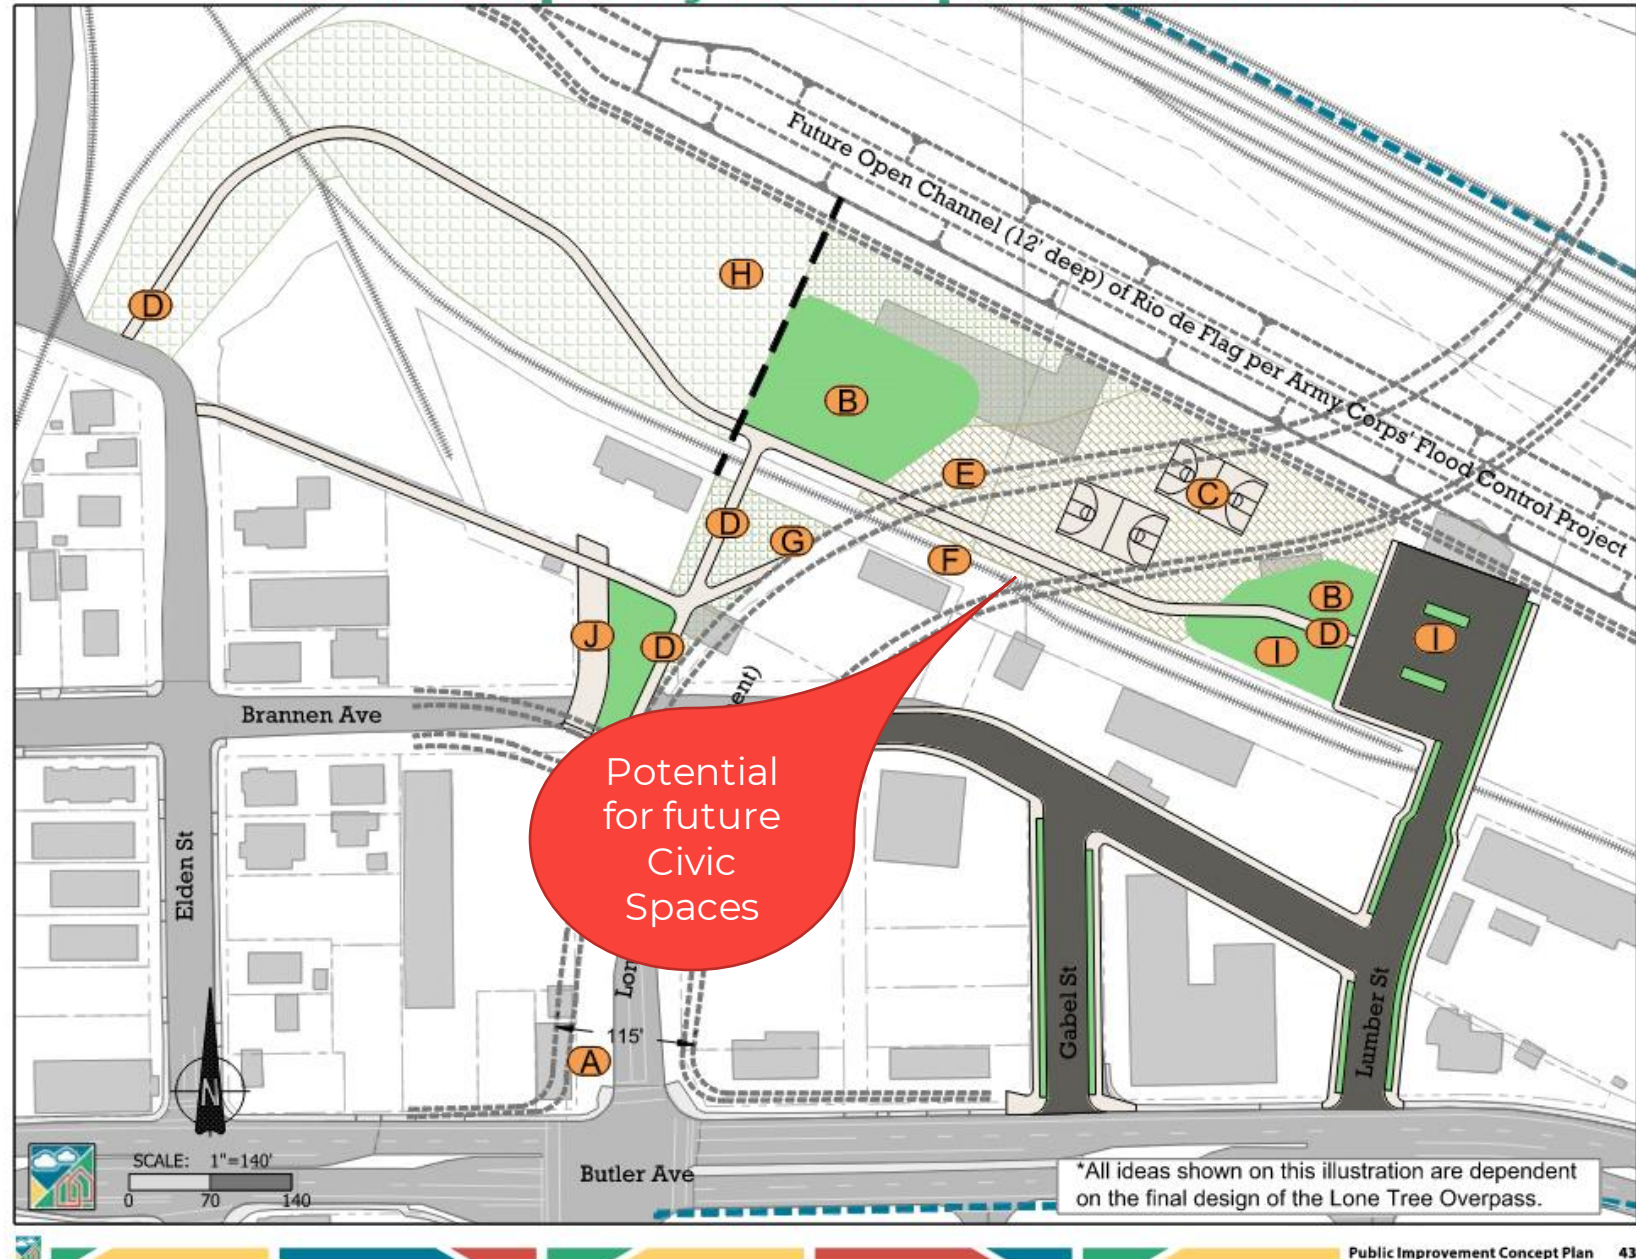 Future Open Channel (12' deep) of Rio de Flag per Army Corps' Flood Control Project
H
D
B
E
C
D
G
F
B
J
D
D
I
I
ent)
Brannen Ave
Potential
for future
Civic
Spaces
Elden St
Lon
Gabel St
Lumber St
115'
A
N
SCALE: 1"=140'
0 70 140
Butler Ave
*All ideas shown on this illustration are dependent
on the final design of the Lone Tree Overpass.
Public Improvement Concept Plan 43